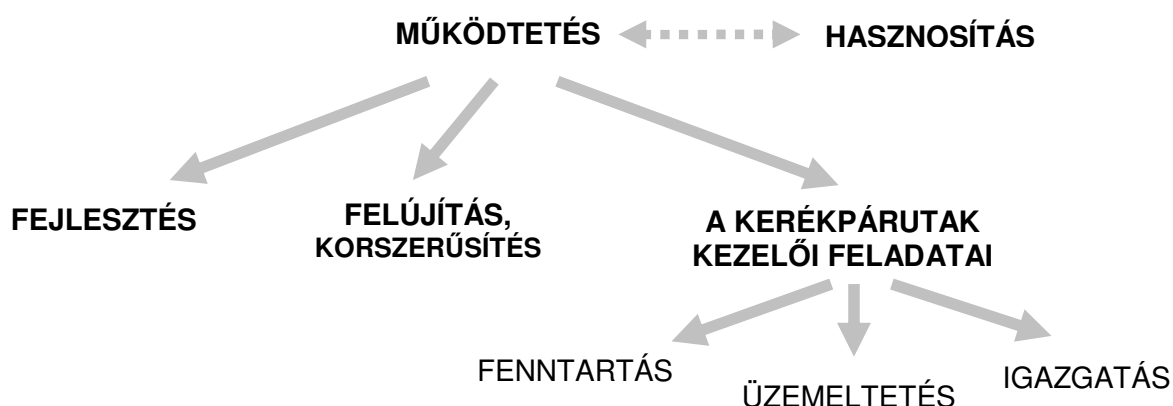 MŰKÖDTETÉS
HASZNOSÍTÁS
FEJLESZTÉS
FELÚJÍTÁS,
KORSZERŰSÍTÉS
A KERÉKPÁRUTAK
KEZELŐI FELADATAI
FENNTARTÁS
ÜZEMELTETÉS
IGAZGATÁS